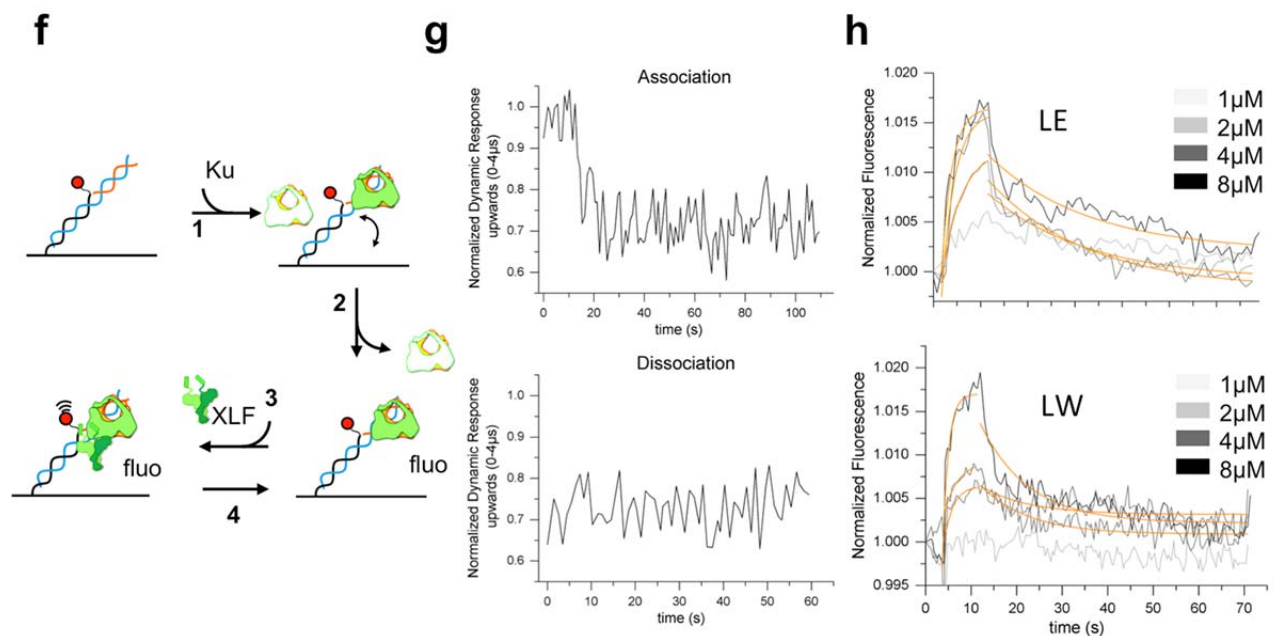 f
Ku
1
2
3
XLF
fluo
fluo
4
g
Association
Normalized Dynamic Response
upwards (0-4µs)
1.0
0.9
0.8
0.7
0.6
0 20 40 60 80 100
time (s)
Dissociation
Normalized Dynamic Response
upwards (0-4µs)
1.0
0.9
0.8
0.7
0.6
0 10 20 30 40 50 60
time (s)
h
Normalized Fluorescence
1.020
1.015
1.010
1.005
1.000
LE
1µM
2µM
4µM
8µM
Normalized Fluorescence
1.020
1.015
1.010
1.005
1.000
0.995
LW
1µM
2µM
4µM
8µM
0 10 20 30 40 50 60 70
time (s)